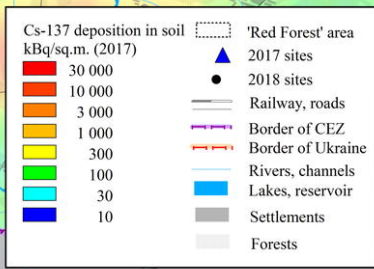 Cs-137 deposition in soil
kBq/sq.m. (2017)
30 000
10 000
3 000
1 000
300
100
30
10
'Red Forest' area
2017 sites
2018 sites
Railway, roads
Border of CEZ
Border of Ukraine
Rivers, channels
Lakes, reservoir
Settlements
Forests